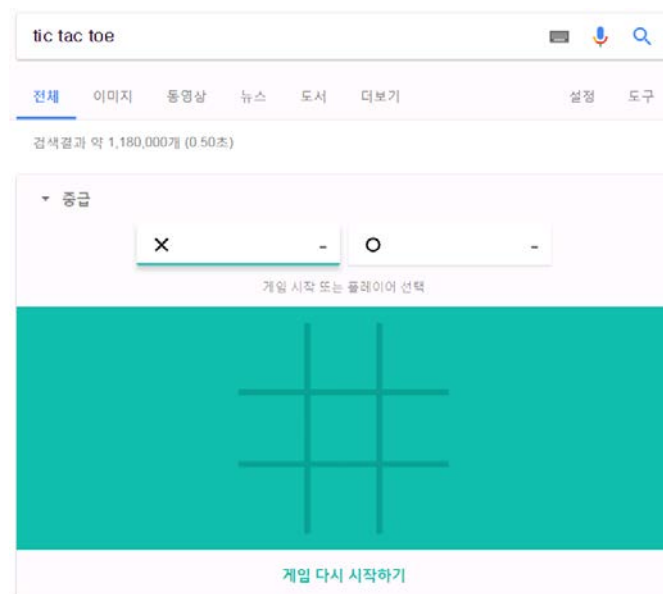 tic tac toe
전체 이미지 동영상 뉴스 도서 더보기 설정 도구
검색결과 약 1,180,000개 (0.50초)
중급
X - O -
게임 시작 또는 플레이어 선택
게임 다시 시작하기